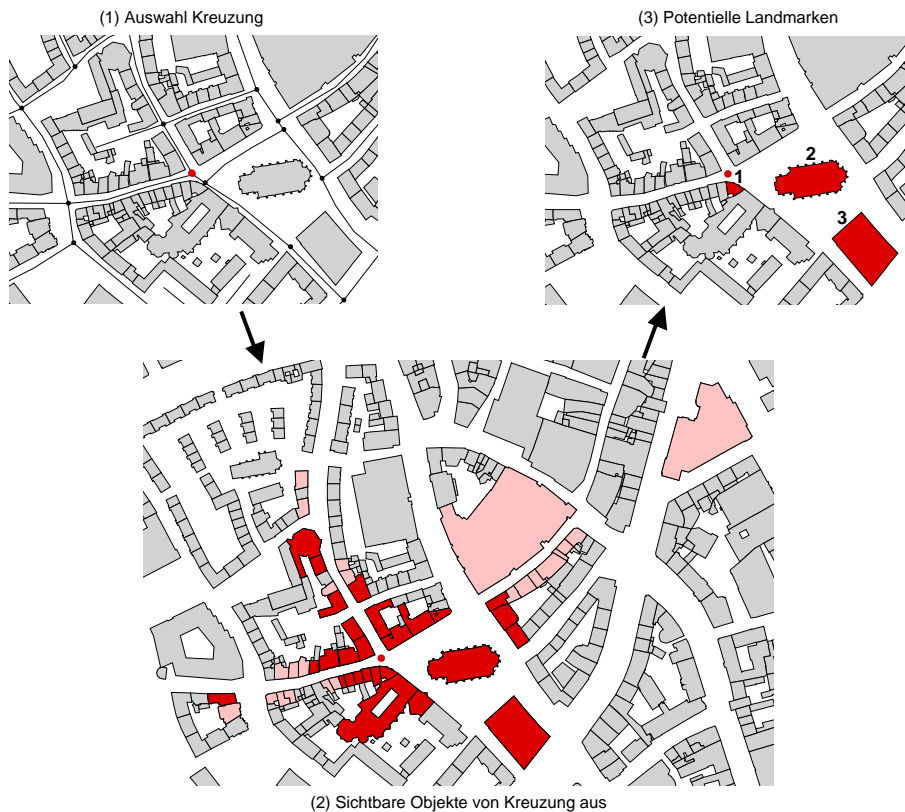 (1) Auswahl Kreuzung
(3) Potentielle Landmarken
2
1
3
(2) Sichtbare Objekte von Kreuzung aus